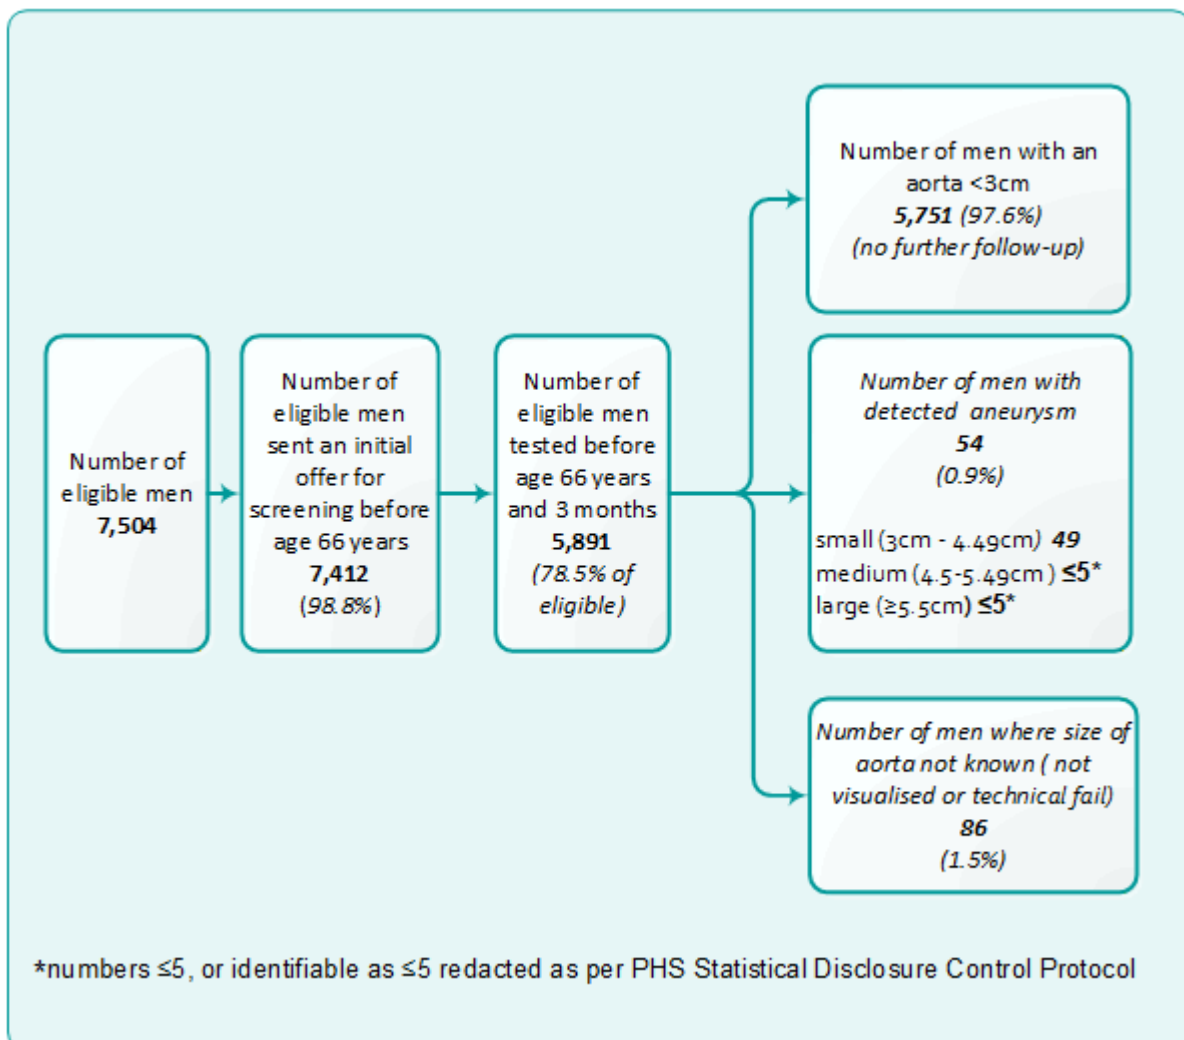 Number of
eligible men
7,504
Number of
eligible men
sent an initial
offer for
screening before
age 66 years
7,412
(98.8%)
Number of
eligible men
tested before
age 66 years
and 3 months
5,891
(78.5% of
eligible)
Number of men with an
aorta <3cm
5,751 (97.6%)
(no further follow-up)
Number of men with
detected aneurysm
54
(0.9%)
small (3cm - 4.49cm) 49
medium (4.5-5.49cm ) ≤5*
large (≥5.5cm) ≤5*
Number of men where size of
aorta not known ( not
visualised or technical fail)
86
(1.5%)
*numbers ≤5, or identifiable as ≤5 redacted as per PHS Statistical Disclosure Control Protocol